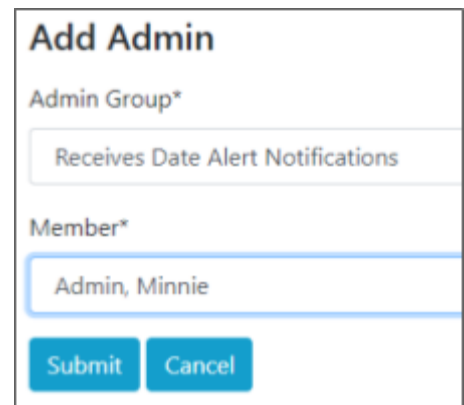 Add Admin
Admin Group*
Receives Date Alert Notifications
Member*
Admin, Minnie
Submit Cancel